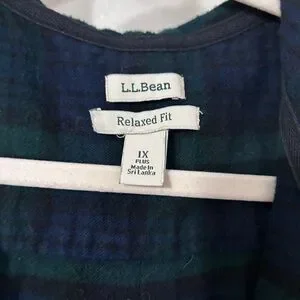 L.L.Bean
Relaxed Fit
1X
PLUS
Made In
Sri Lanka